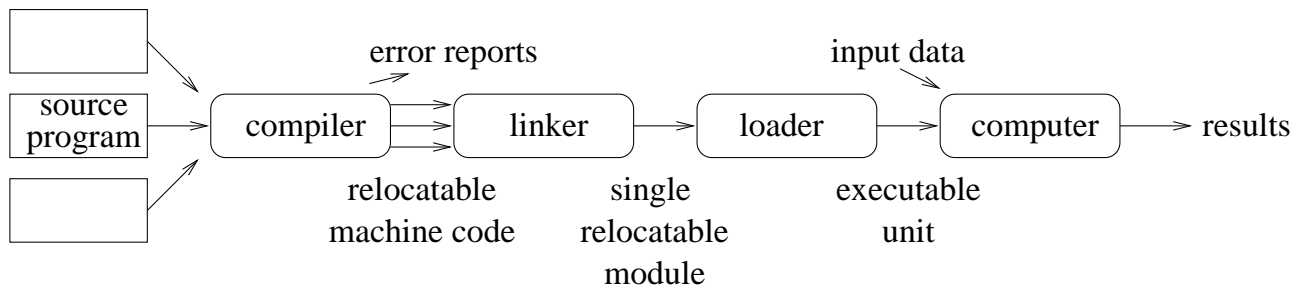 error reports
input data
source
program
compiler
linker
loader
computer
results
relocatable
machine code
single
relocatable
module
executable
unit